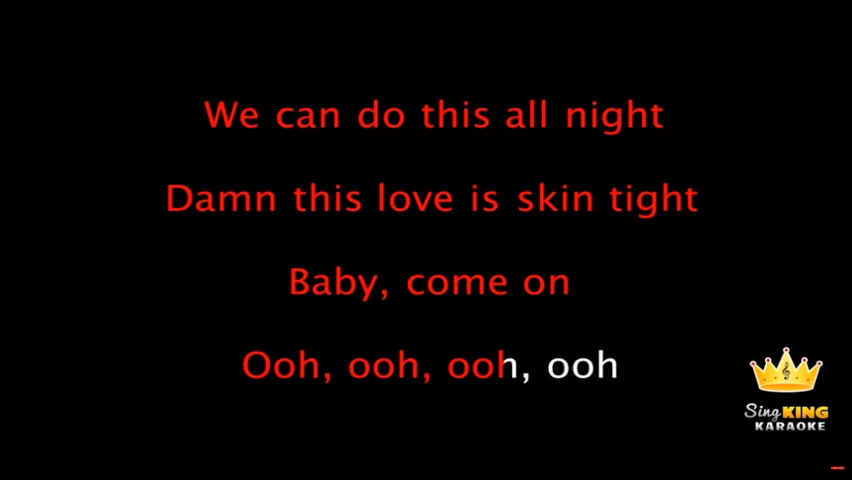 We can do this all night
Damn this love is skin tight
Baby, come on
Ooh, ooh, ooh, ooh
Sing KING
KARAOKE